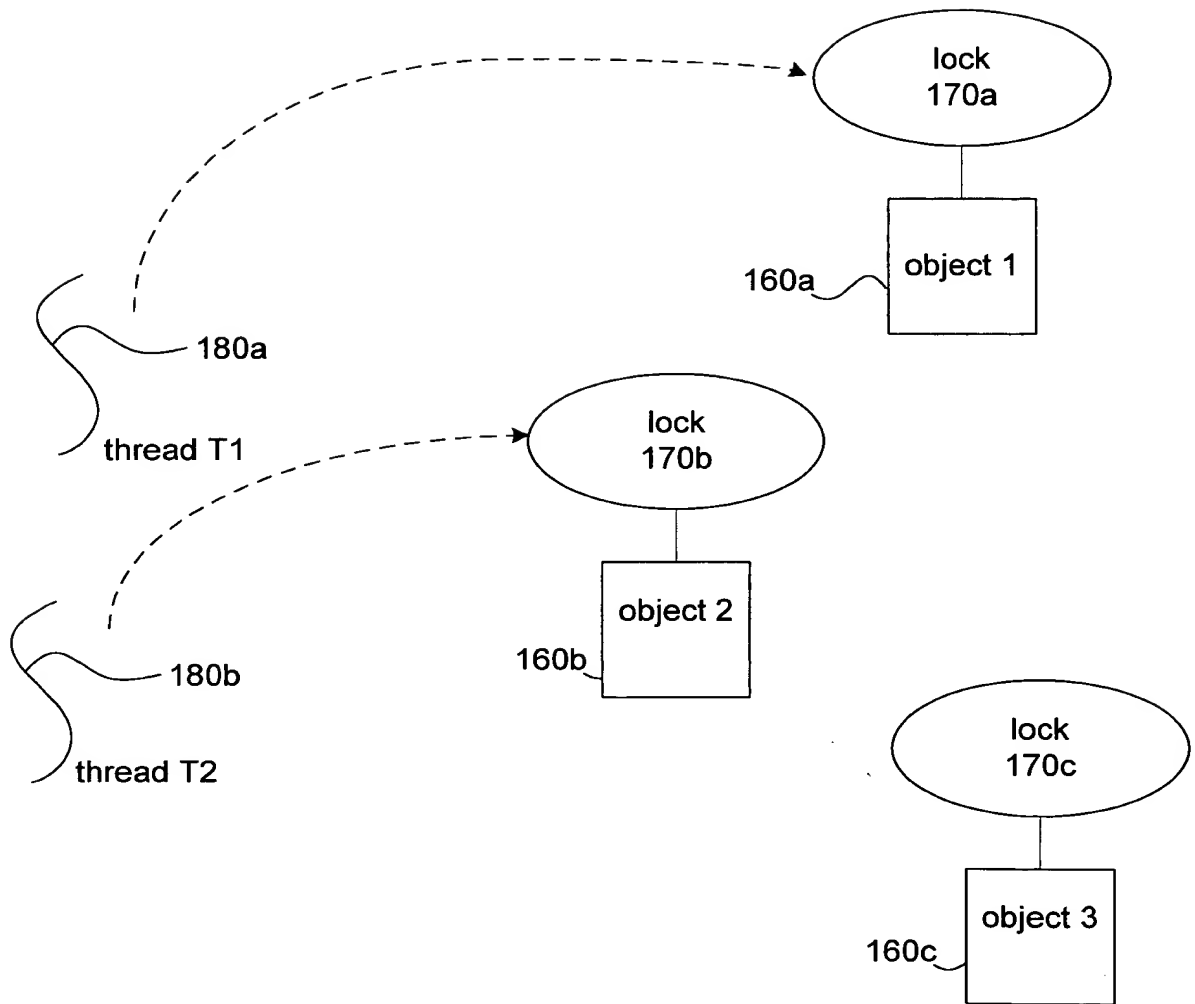 lock
170a
object 1
160a
180a
thread T1
lock
170b
object 2
160b
180b
thread T2
lock
170c
object 3
160c